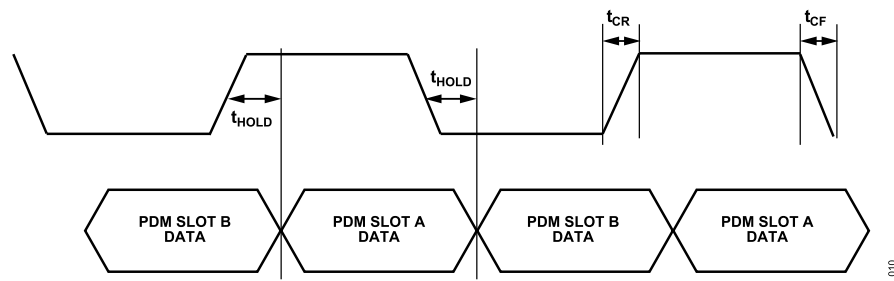 tCR
tCF
tHOLD
tHOLD
PDM SLOT B
DATA
PDM SLOT A
DATA
PDM SLOT B
DATA
PDM SLOT A
DATA
010